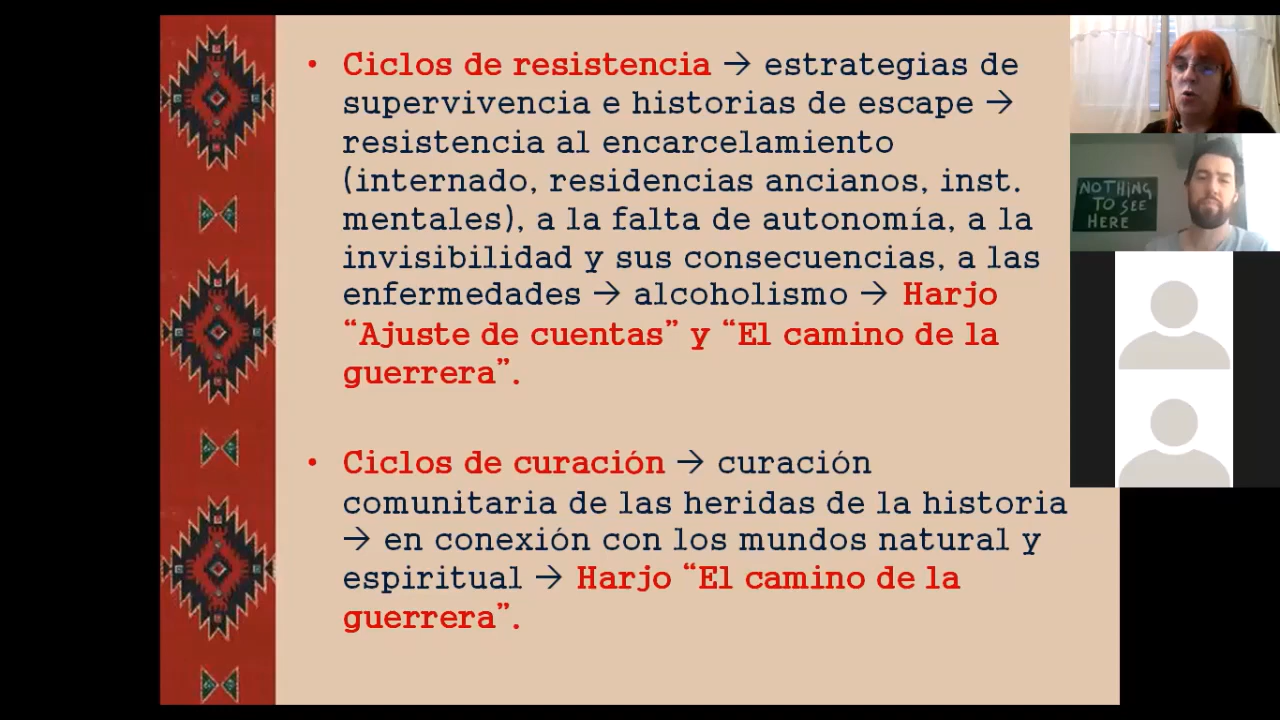 • Ciclos de resistencia → estrategias de
supervivencia e historias de escape →
resistencia al encarcelamiento
(internado, residencias ancianos, inst.
mentales), a la falta de autonomía, a la
invisibilidad y sus consecuencias, a las
enfermedades → alcoholismo → Harjo
“Ajuste de cuentas” y “El camino de la
guerrera”.
• Ciclos de curación → curación
comunitaria de las heridas de la historia
→ en conexión con los mundos natural y
espiritual → Harjo “El camino de la
guerrera”.
NOTHING
TO SEE
HERE